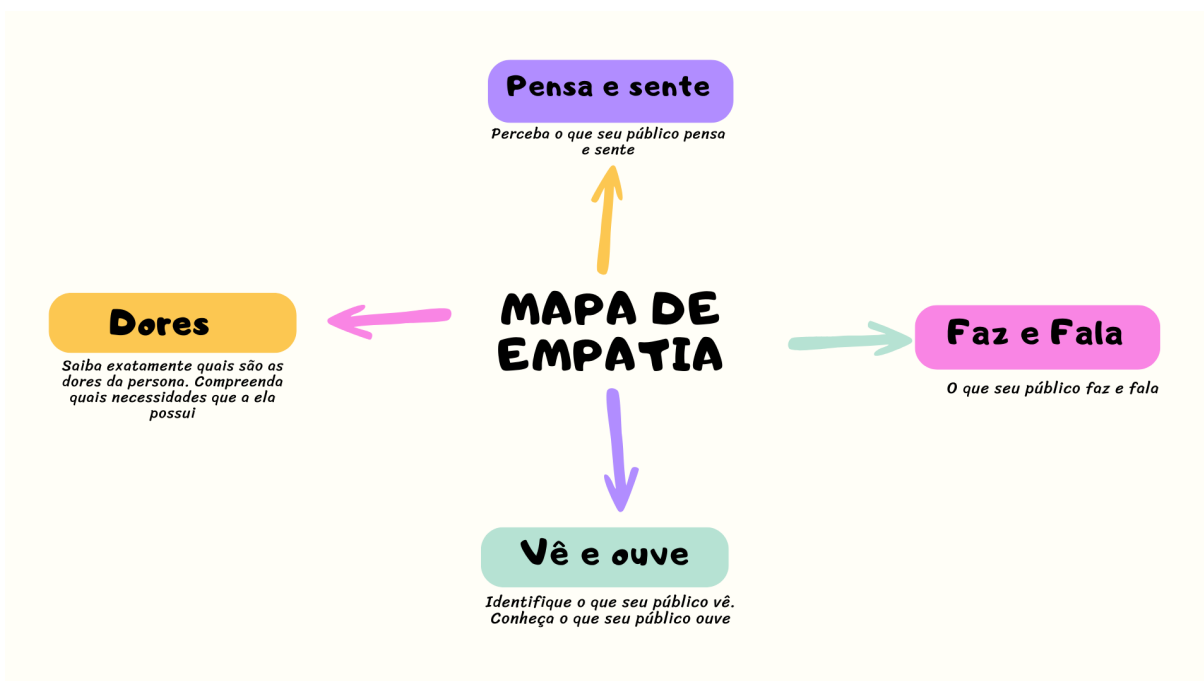 Pensa e sente
Perceba o que seu público pensa
e sente
MAPA DE
EMPATIA
Dores
Saiba exatamente quais são as
dores da persona. Compreenda
quais necessidades que a ela
possui
Faz e Fala
O que seu público faz e fala
Vê e ouve
Identifique o que seu público vê.
Conheça o que seu público ouve